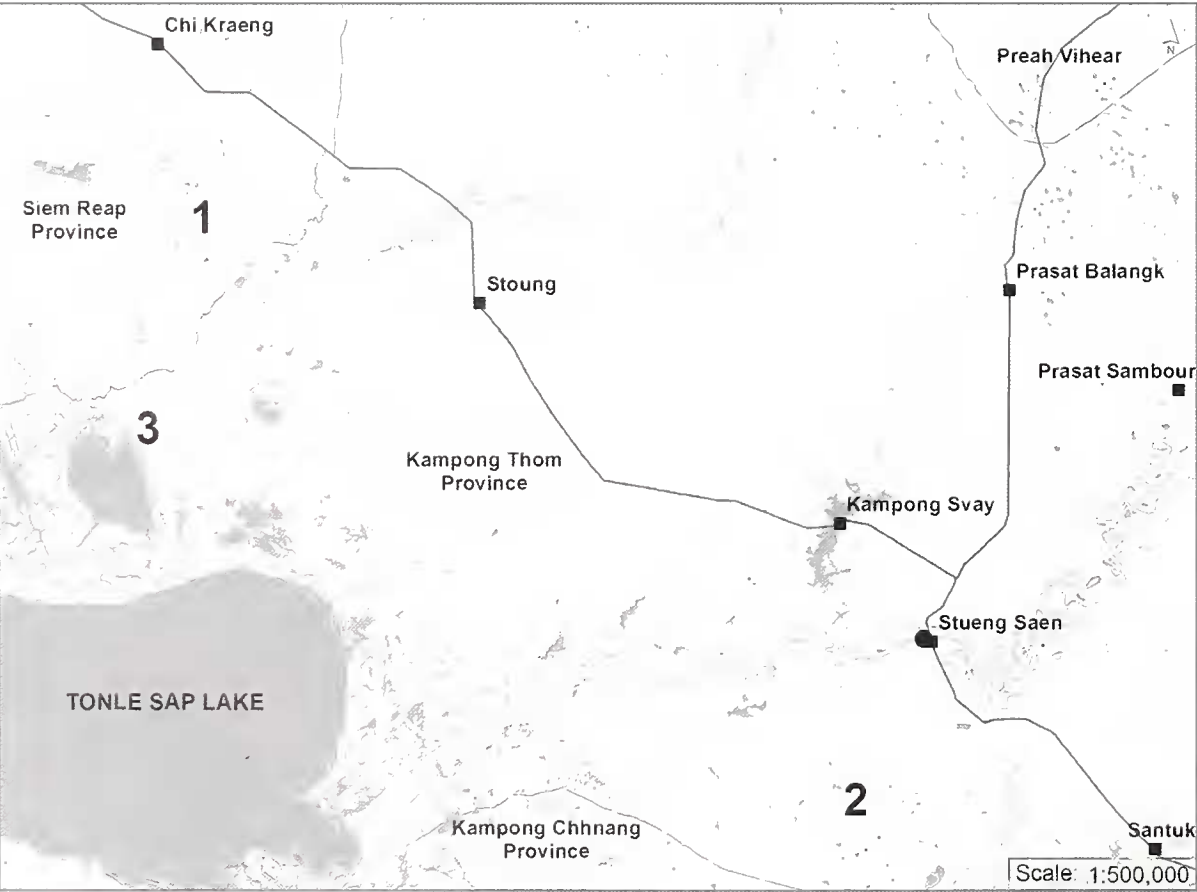 Chi Kraeng
Preah Vihear
N
Siem Reap
Province
1
Prasat Balangk
Stoung
Prasat Sambour
3
Kampong Thom
Province
Kampong Svay
Stueng Saen
TONLE SAP LAKE
2
Kampong Chhnang
Province
Santuk
Scale: 1:500,000